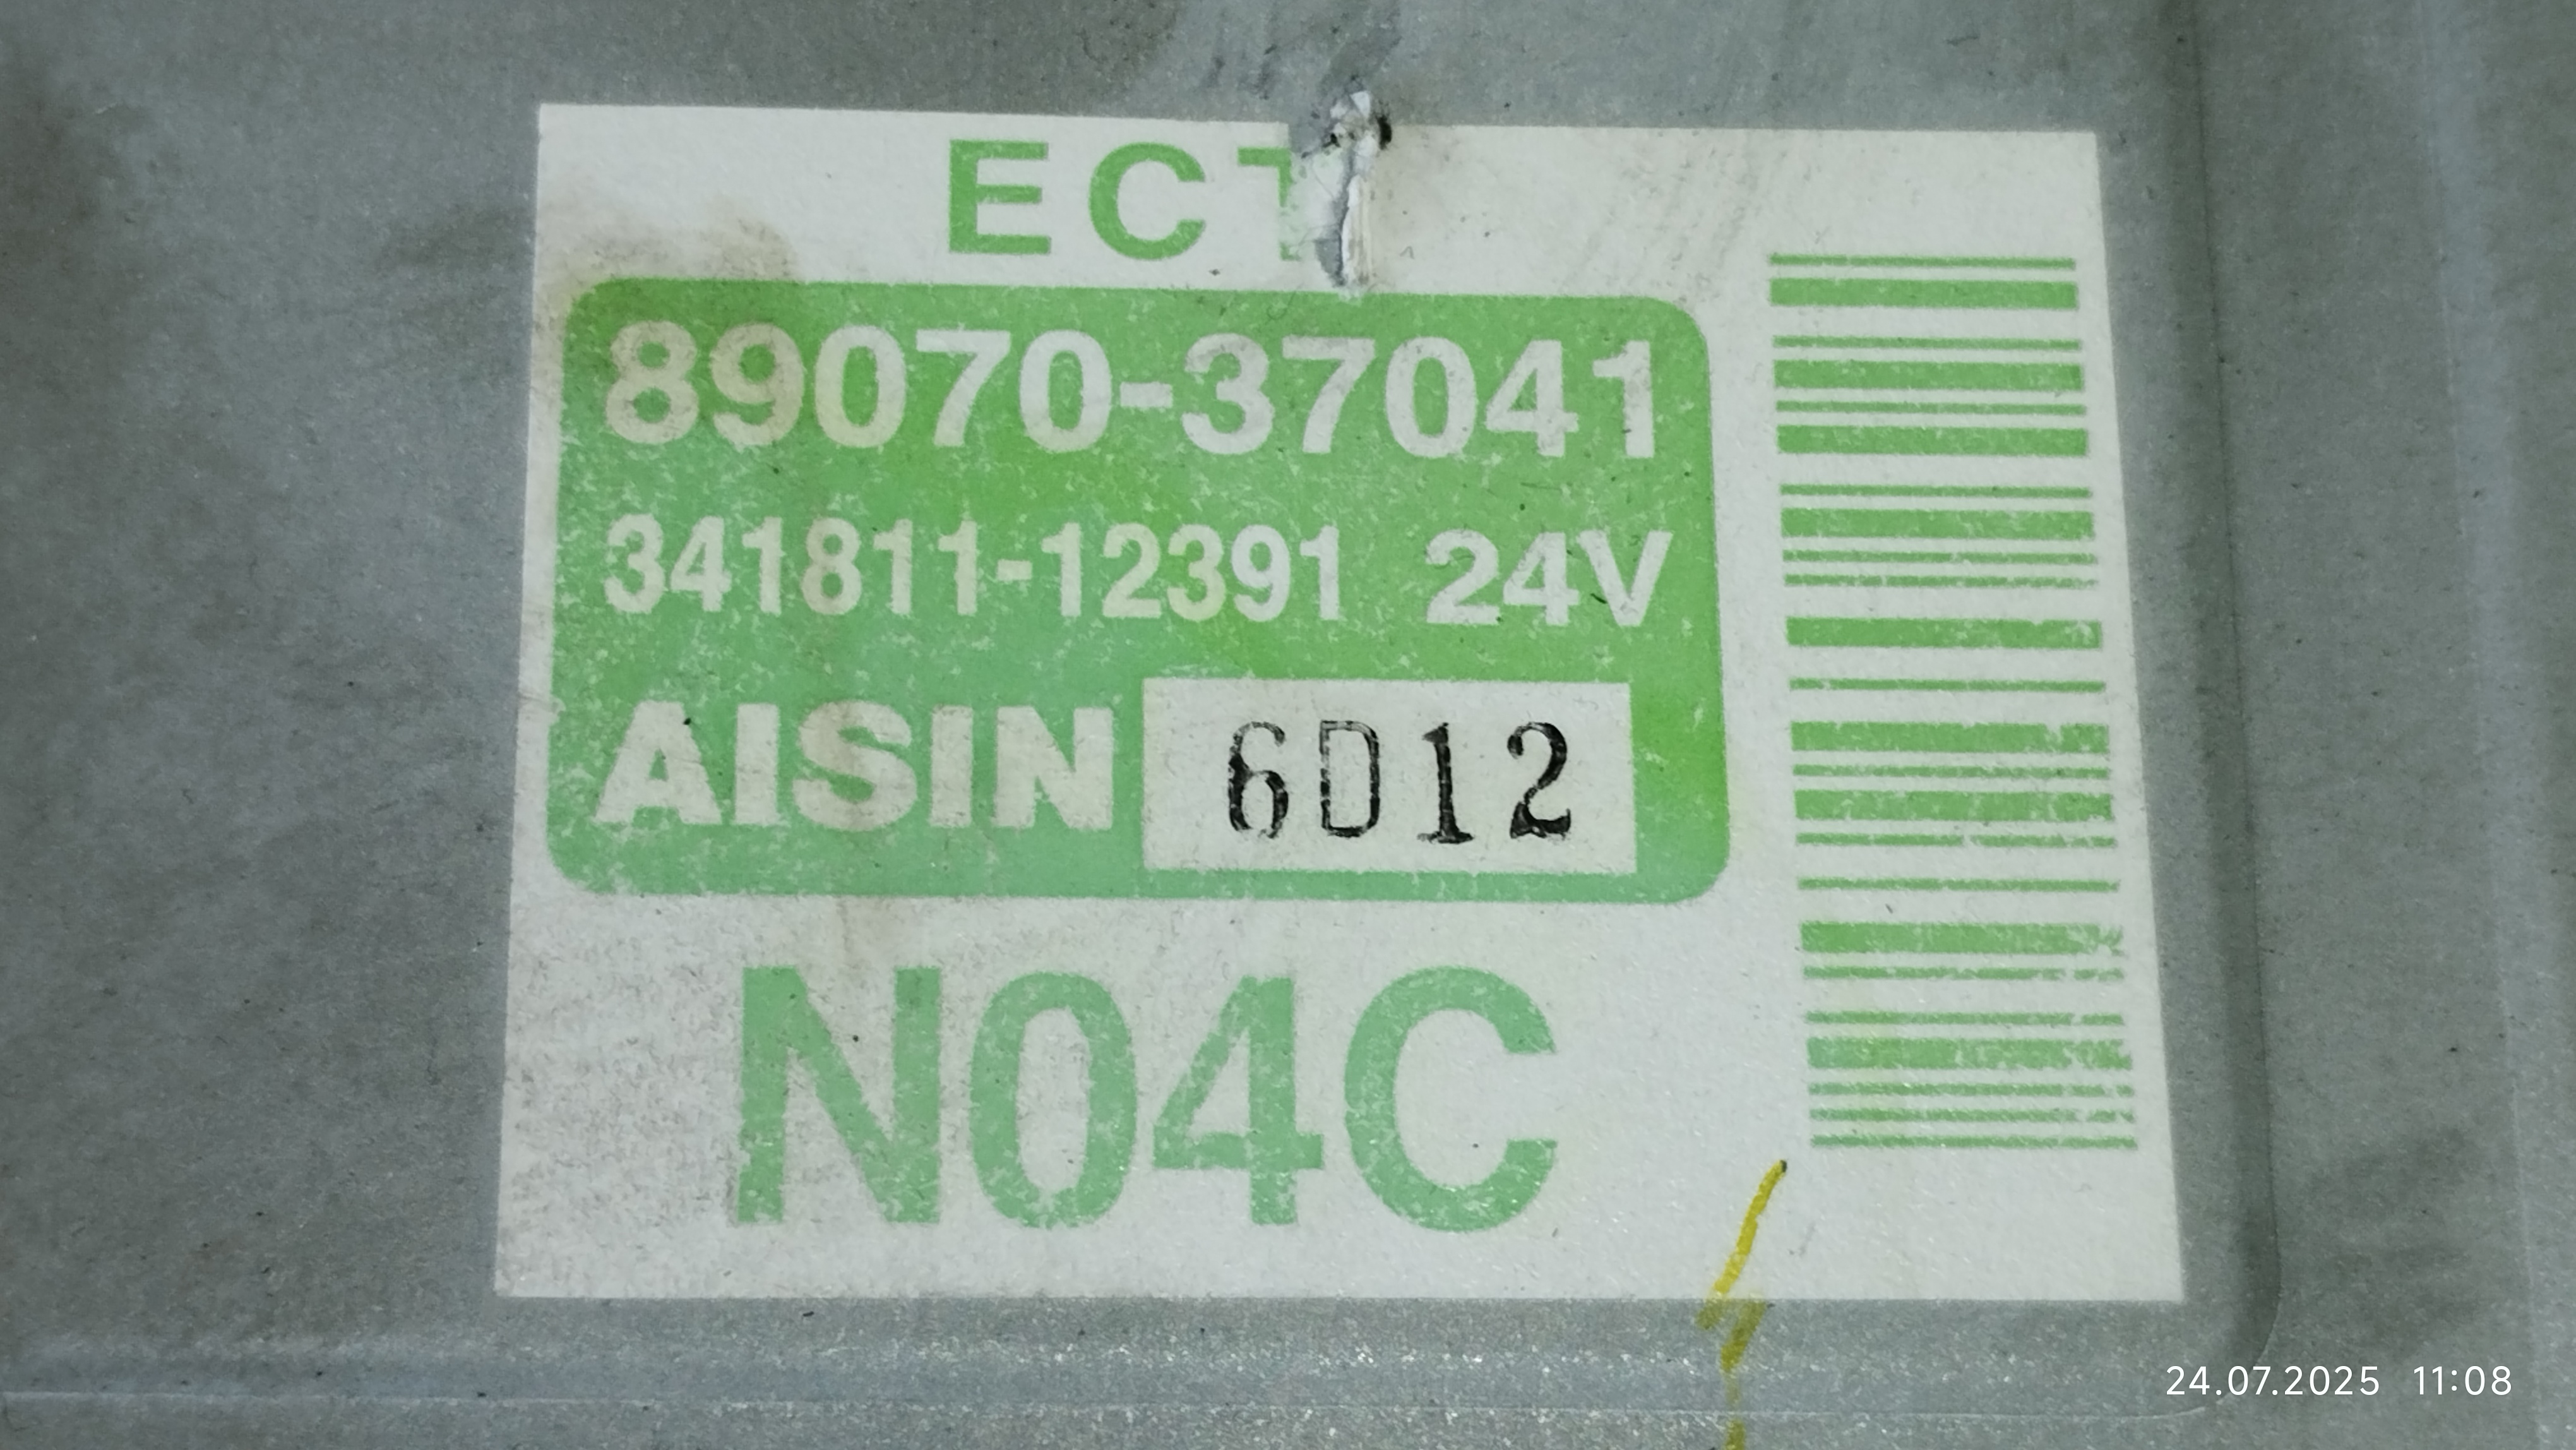 ECT
89070-37041
341811-12391 24V
AISIN 6D12
N04C
24.07.2025 11:08